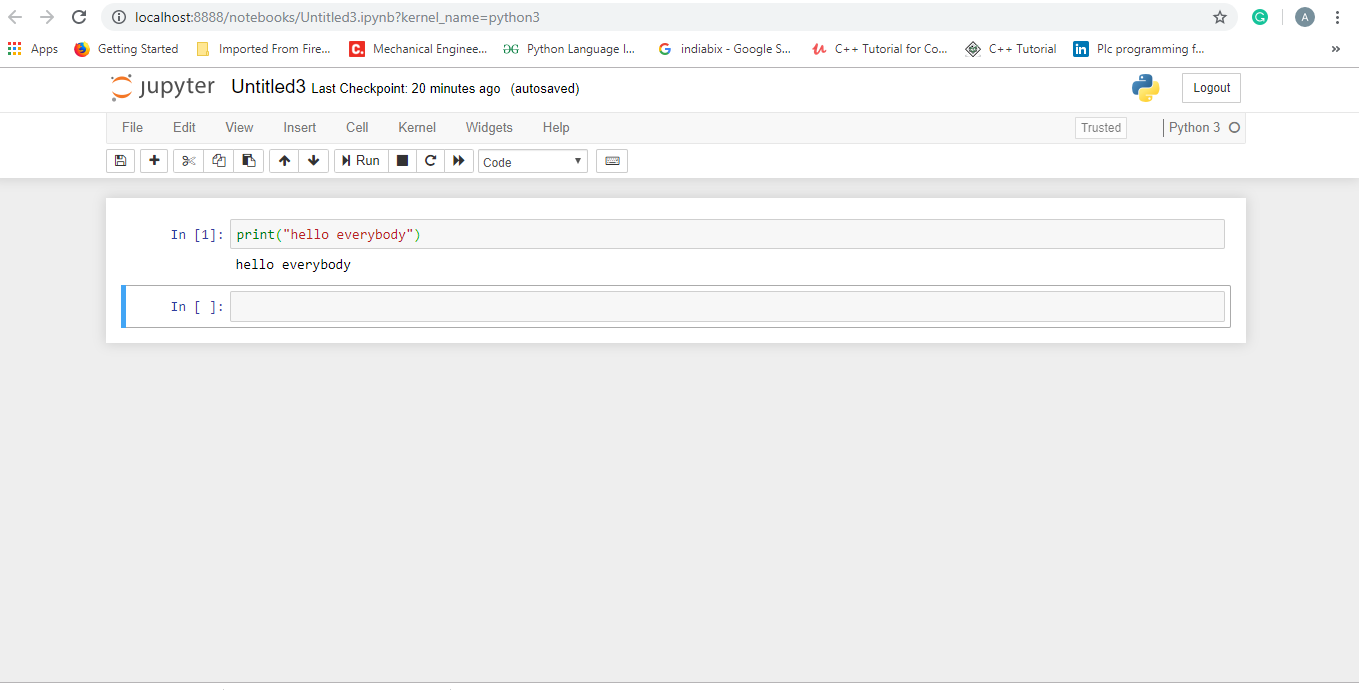 localhost:8888/notebooks/Untitled3.ipynb?kernel_name=python3
G A
Apps Getting Started Imported From Fire... C. Mechanical Enginee... Python Language I... G indiabix - Google S... C++ Tutorial for Co... C++ Tutorial in Plc programming f... »
jupyter Untitled3 Last Checkpoint: 20 minutes ago (autosaved) Logout
File Edit View Insert Cell Kernel Widgets Help Trusted Python 3
Run Code
In [1]: print("hello everybody")
hello everybody
In [ ]: